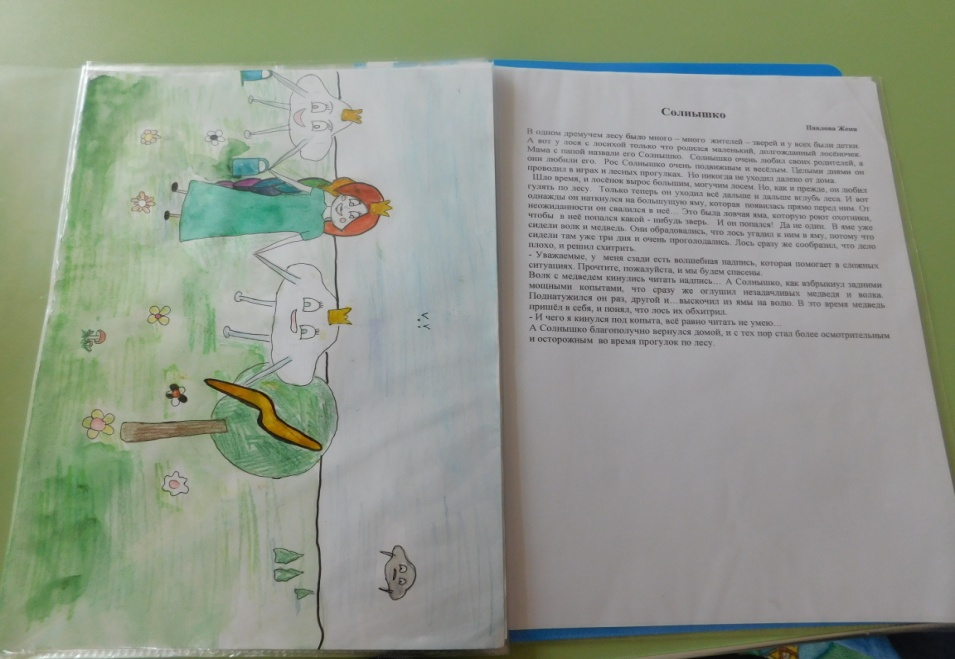 Солнышко
Павлова Женя
В одном дремучем лесу было много – много жителей - зверей и у всех были детки.
А вот у лося с лосихой только что родился маленький, долгожданный лосёночек.
Мама с папой назвали его Солнышко. Солнышко очень любил своих родителей, а
они любили его. Рос Солнышко очень подвижным и весёлым. Целыми днями он
проводил в играх и лесных прогулках. Но никогда не уходил далеко от дома.
Шло время, и лосёнок вырос большим, могучим лосем. Но, как и прежде, он любил
гулять по лесу. Только теперь он уходил всё дальше и дальше вглубь леса. И вот
однажды он наткнулся на большущую яму, которая появилась прямо перед ним. От
неожиданности он свалился в неё... Это была ловчая яма, которую роют охотники,
чтобы в неё попался какой - нибудь зверь. И он попался! Да не один. В яме уже
сидели волк и медведь. Они обрадовались, что лось угодил к ним в яму, потому что
сидели там уже три дня и очень проголодались. Лось сразу же сообразил, что дело
плохо, и решил схитрить.
- Уважаемые, у меня сзади есть волшебная надпись, которая помогает в сложных
ситуациях. Прочтите, пожалуйста, и мы будем спасены.
Волк с медведем кинулись читать надпись... А Солнышко, как взбрыкнул задними
мощными копытами, что сразу же оглушил незадачливых медведя и волка.
Поднатужился он раз, другой и... выскочил из ямы на волю. В это время медведь
пришёл в себя, и понял, что лось их обхитрил.
- И чего я кинулся под копыта, всё равно читать не умею...
А Солнышко благополучно вернулся домой, и с тех пор стал более осмотрительным
и осторожным во время прогулок по лесу.